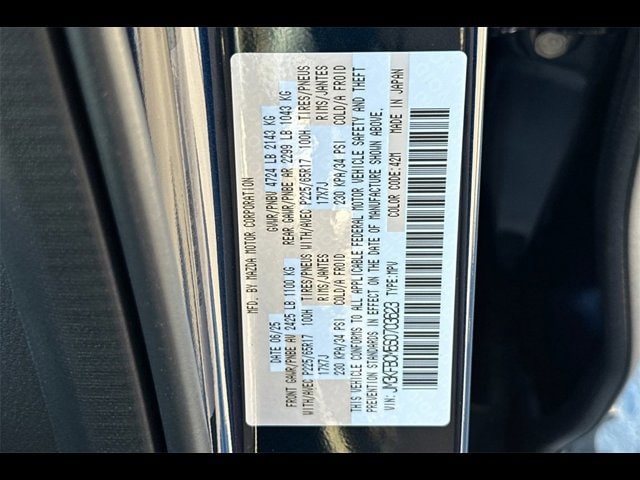 MFD. BY MAZDA MOTOR CORPORATION
DATE 06/25 GVWR/PNBV 4724 LB 2143 KG
FRONT GAWR/PNBE AV 2425 LB 1100 KG REAR GAWR/PNBE AR 2299 LB 1043 KG
WITH/AVEC P225/65R17 100H TIRES/PNEUS WITH/AVEC P225/65R17 100H TIRES/PNEUS
17X7J RIMS/JANTES 17X7J RIMS/JANTES
230 KPA/34 PSI COLD/A FROID 230 KPA/34 PSI COLD/A FROID
THIS VEHICLE CONFORMS TO ALL APPLICABLE FEDERAL MOTOR VEHICLE SAFETY AND THEFT
PREVENTION STANDARDS IN EFFECT ON THE DATE OF MANUFACTURE SHOWN ABOVE.
VIN: TYPE:MPV COLOR CODE:42M MADE IN JAPAN